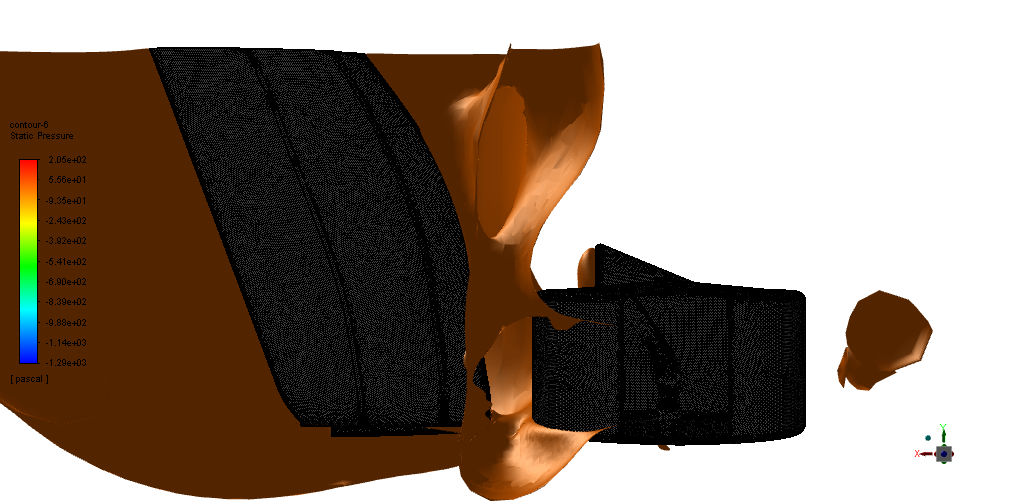 contour-6
Static Pressure
2.05e+02
5.56e+01
-9.35e+01
-2.43e+02
-3.92e+02
-5.41e+02
-6.90e+02
-8.39e+02
-9.88e+02
-1.14e+03
-1.29e+03
[ pascal ]
Y
X